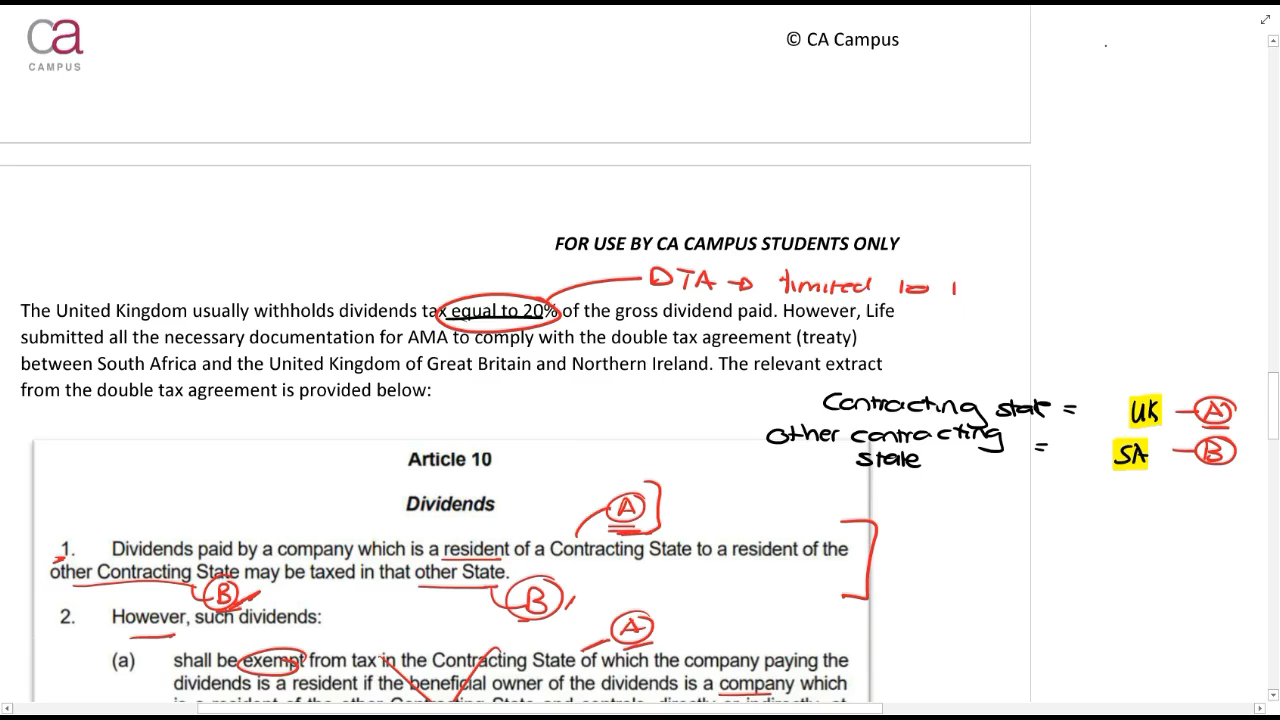 ca
CAMPUS
© CA Campus
FOR USE BY CA CAMPUS STUDENTS ONLY
DTA → limited to 1
The United Kingdom usually withholds dividends tax equal to 20% of the gross dividend paid. However, Life
submitted all the necessary documentation for AMA to comply with the double tax agreement (treaty)
between South Africa and the United Kingdom of Great Britain and Northern Ireland. The relevant extract
from the double tax agreement is provided below:
Contracting state = UK - A
Other contracting state = SA - B
Article 10
Dividends
A
1. Dividends paid by a company which is a resident of a Contracting State to a resident of the
other Contracting State may be taxed in that other State.
B B
2. However, such dividends:
A
(a) shall be exempt from tax in the Contracting State of which the company paying the
dividends is a resident if the beneficial owner of the dividends is a company which